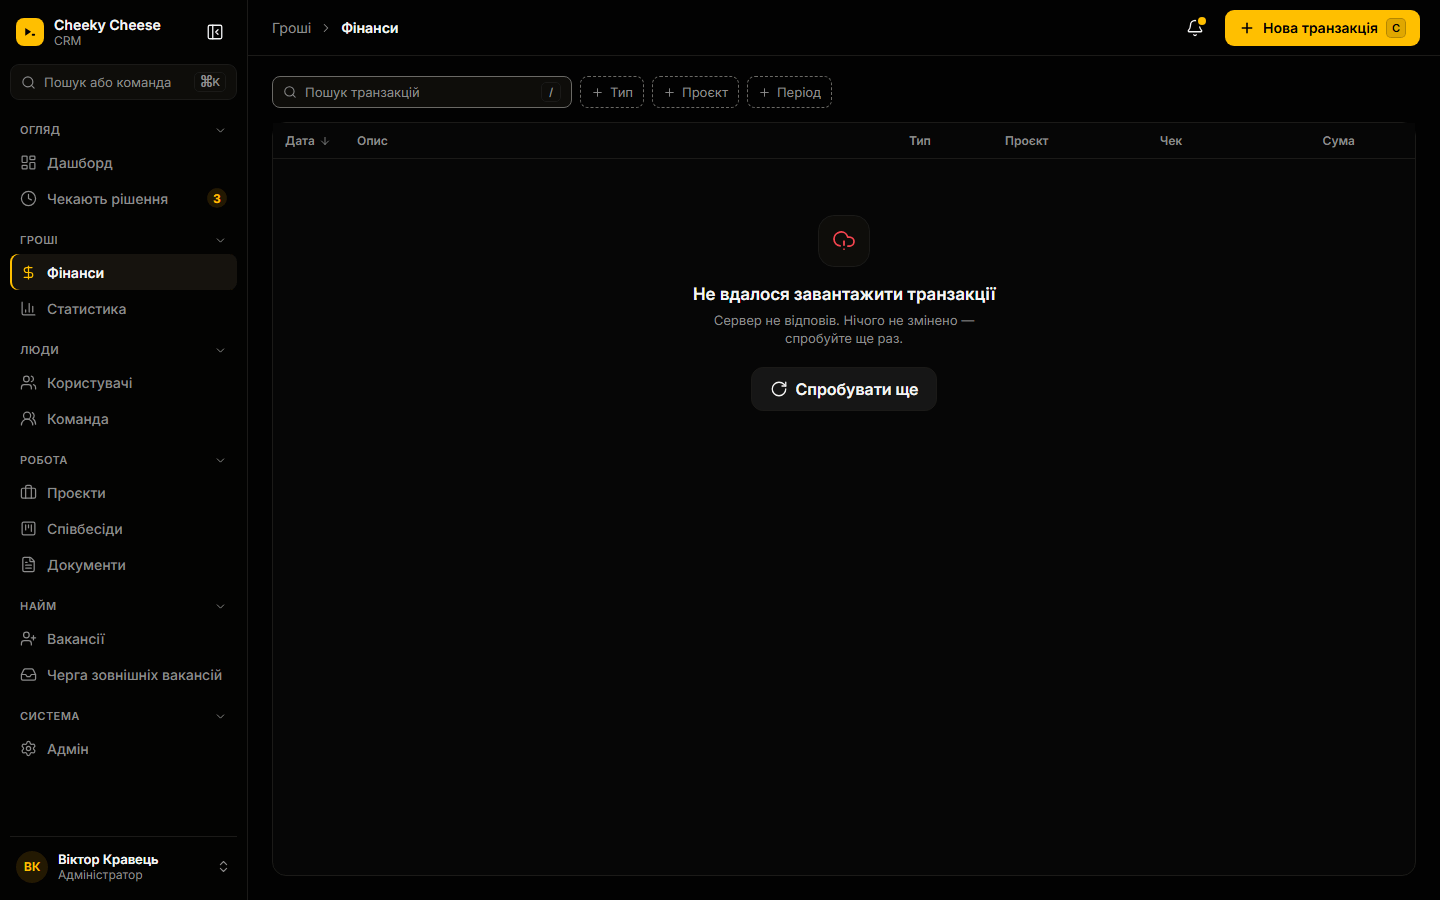 Cheeky Cheese
CRM
Пошук або команда ⌘K
ОГЛЯД
Дашборд
Чекають рішення 3
ГРОШІ
Фінанси
Статистика
ЛЮДИ
Користувачі
Команда
РОБОТА
Проєкти
Співбесіди
Документи
НАЙМ
Вакансії
Черга зовнішніх вакансій
СИСТЕМА
Адмін
ВК
Віктор Кравець
Адміністратор
Гроші > Фінанси
+ Нова транзакція C
Пошук транзакцій /
+ Тип
+ Проєкт
+ Період
Дата ↓ Опис Тип Проєкт Чек Сума
Не вдалося завантажити транзакції
Сервер не відповів. Нічого не змінено —
спробуйте ще раз.
Спробувати ще